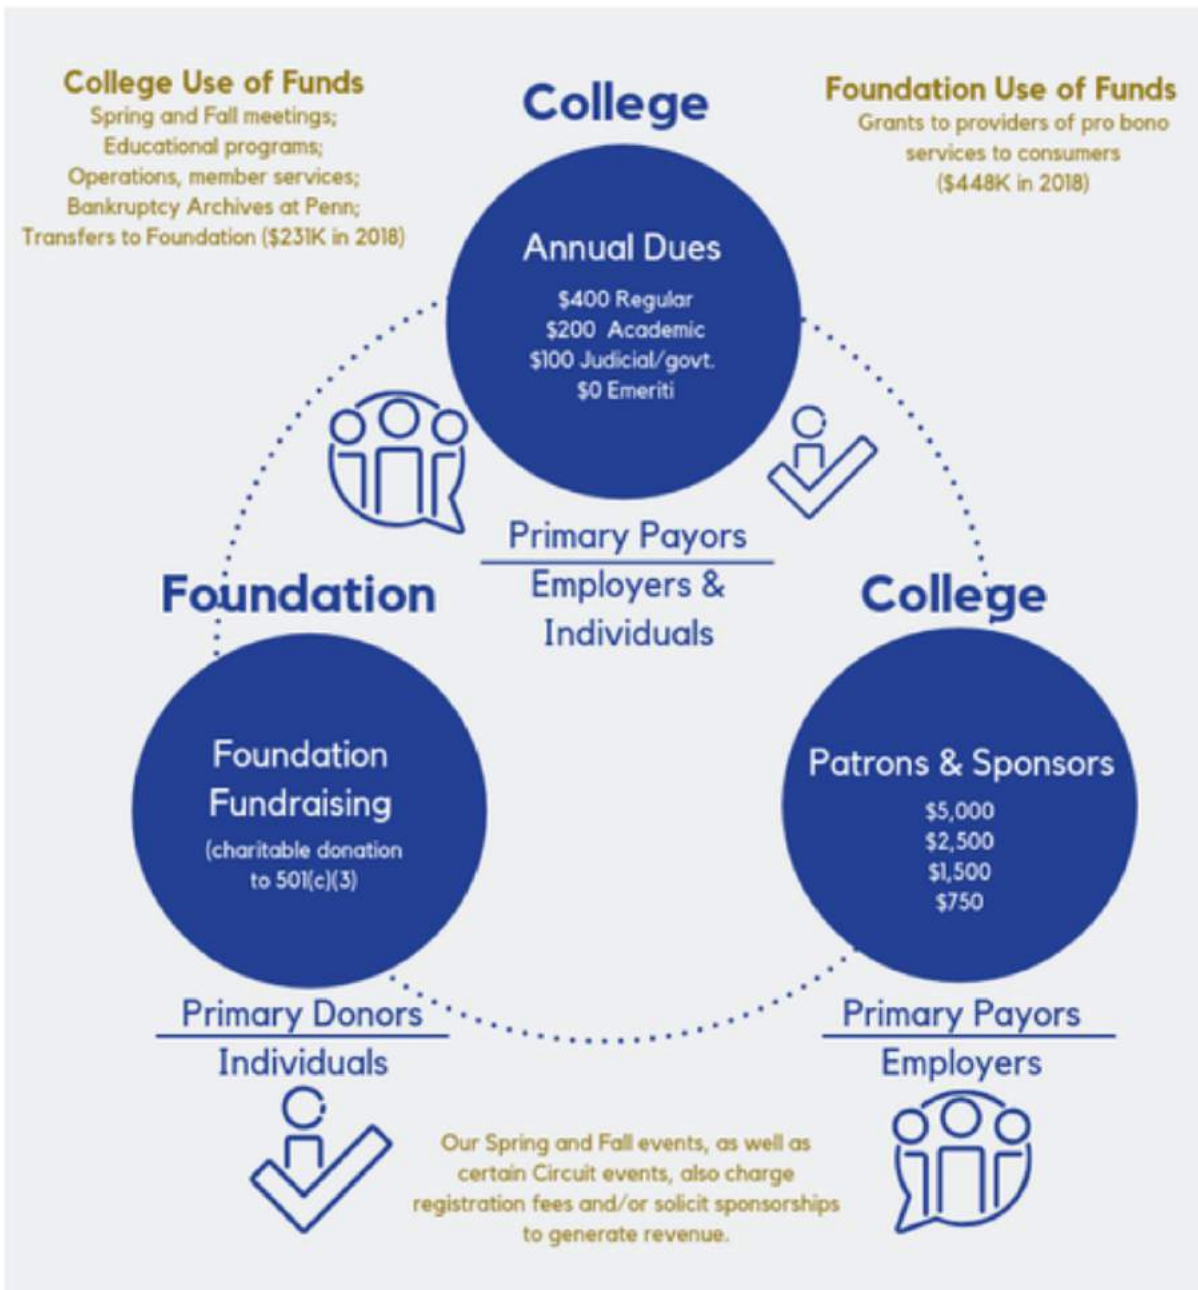 College Use of Funds
Spring and Fall meetings;
Educational programs;
Operations, member services;
Bankruptcy Archives at Penn;
Transfers to Foundation ($231K in 2018)
College
Foundation Use of Funds
Grants to providers of pro bono
services to consumers
($448K in 2018)
Annual Dues
$400 Regular
$200 Academic
$100 Judicial/govt.
$0 Emeriti
Primary Payors
Employers &
Individuals
Foundation
Foundation
Fundraising
(charitable donation
to 501(c)(3)
Primary Donors
Individuals
College
Patrons & Sponsors
$5,000
$2,500
$1,500
$750
Primary Payors
Employers
Our Spring and Fall events, as well as
certain Circuit events, also charge
registration fees and/or solicit sponsorships
to generate revenue.